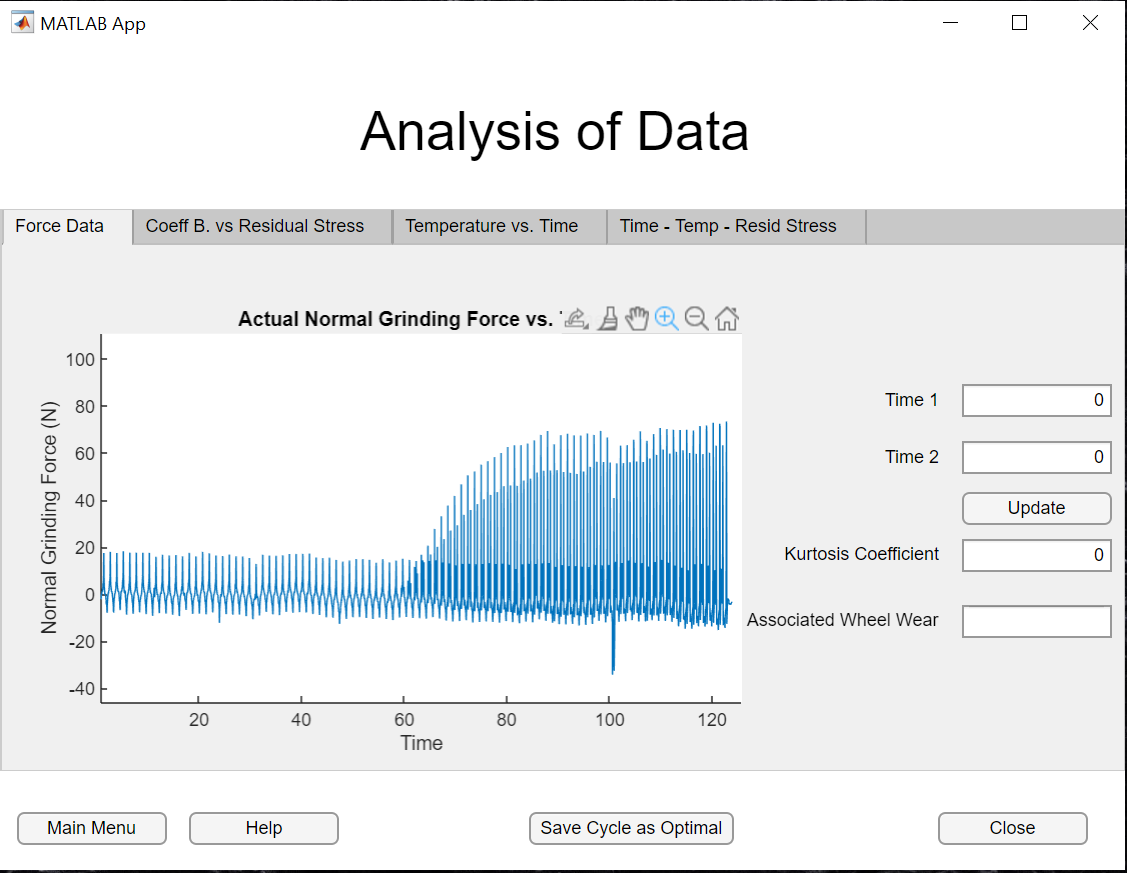 MATLAB App
Analysis of Data
Force Data
Coeff B. vs Residual Stress
Temperature vs. Time
Time - Temp - Resid Stress
Actual Normal Grinding Force vs.
Normal Grinding Force (N)
100
80
60
40
20
0
-20
-40
20 40 60 80 100 120
Time
Time 1 0
Time 2 0
Update
Kurtosis Coefficient 0
Associated Wheel Wear
Main Menu
Help
Save Cycle as Optimal
Close